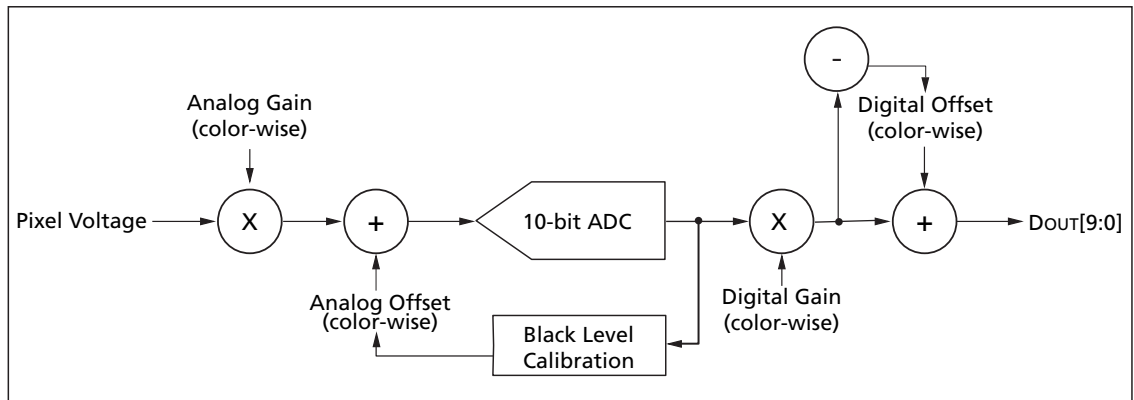 Analog Gain
(color-wise)
-
Digital Offset
(color-wise)
Pixel Voltage
X
+
10-bit ADC
X
+
DOUT[9:0]
Analog Offset
(color-wise)
Digital Gain
(color-wise)
Black Level
Calibration